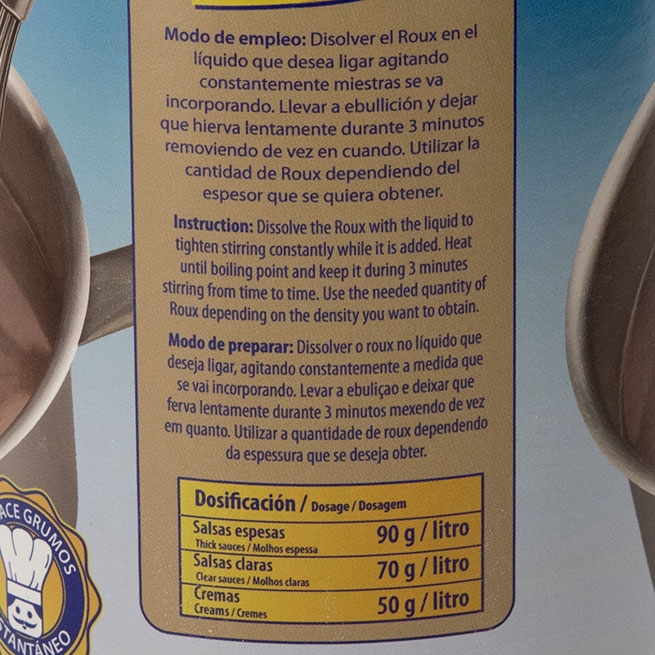 Modo de empleo: Disolver el Roux en el
líquido que desea ligar agitando
constantemente miestras se va
incorporando. Llevar a ebullición y dejar
que hierva lentamente durante 3 minutos
removiendo de vez en cuando. Utilizar la
cantidad de Roux dependiendo del
espesor que se quiera obtener.
Instruction: Dissolve the Roux with the liquid to
tighten stirring constantly while it is added. Heat
until boiling point and keep it during 3 minutes
stirring from time to time. Use the needed quantity of
Roux depending on the density you want to obtain.
Modo de preparar: Dissolver o roux no líquido que
deseja ligar, agitando constantemente a medida que
se vai incorporando. Levar a ebuliçao e deixar que
ferva lentamente durante 3 minutos mexendo de vez
em quanto. Utilizar a quantidade de roux dependendo
da espessura que se deseja obter.
Dosificación / Dosage / Dosagem
Salsas espesas 90 g / litro
Thick sauces / Molhos espessa
Salsas claras 70 g / litro
Clear sauces / Molhos claras
Cremas 50 g / litro
Creams / Cremes
ACE GRUMOS
STANTÁNEO